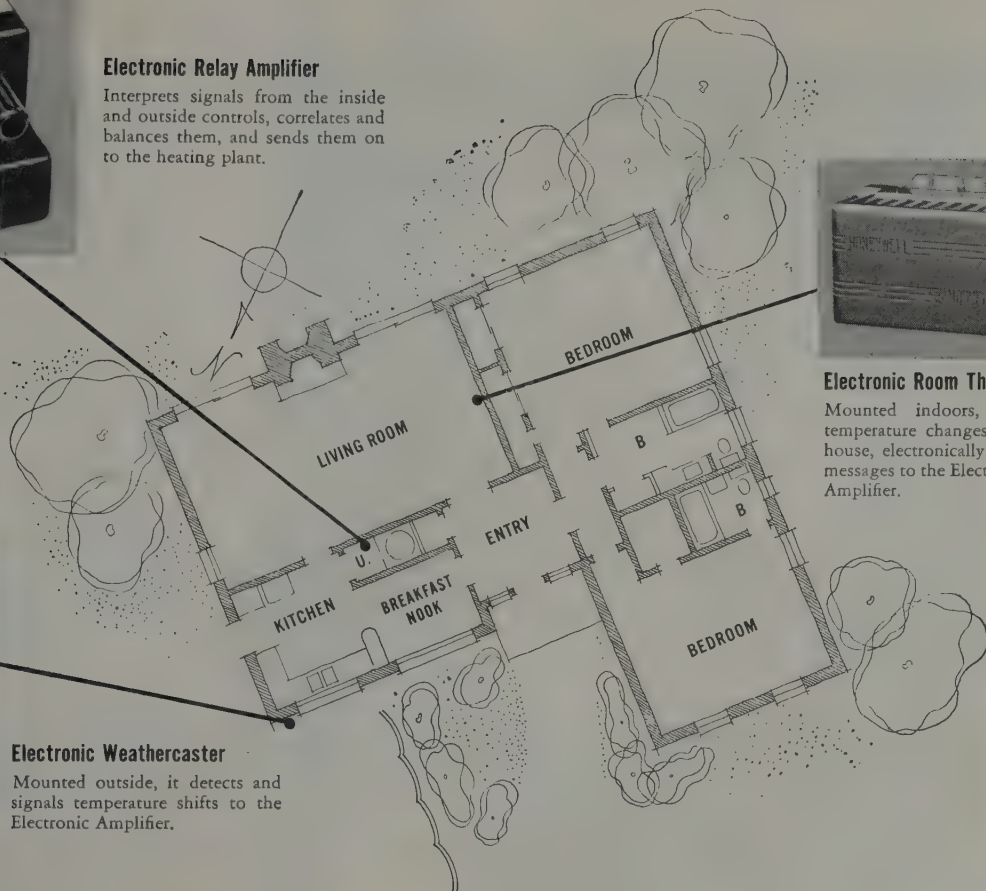 Electronic Relay Amplifier
Interprets signals from the inside
and outside controls, correlates and
balances them, and sends them on
to the heating plant.
N
LIVING ROOM
BEDROOM
B
B
ENTRY
U.
KITCHEN
BREAKFAST
NOOK
BEDROOM
Electronic Room Th
Mounted indoors,
temperature changes
house, electronically
messages to the Elect
Amplifier.
Electronic Weathercaster
Mounted outside, it detects and
signals temperature shifts to the
Electronic Amplifier.